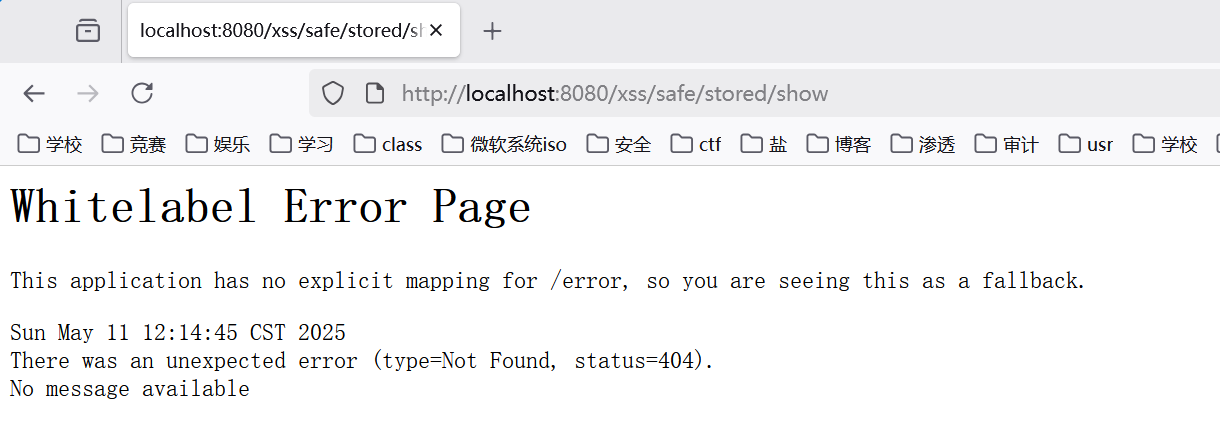 localhost:8080/xss/safe/stored/sh
http://localhost:8080/xss/safe/stored/show
学校 竞赛 娱乐 学习 class 微软系统iso 安全 ctf 盐 博客 渗透 审计 usr 学校
Whitelabel Error Page
This application has no explicit mapping for /error, so you are seeing this as a fallback.
Sun May 11 12:14:45 CST 2025
There was an unexpected error (type=Not Found, status=404).
No message available